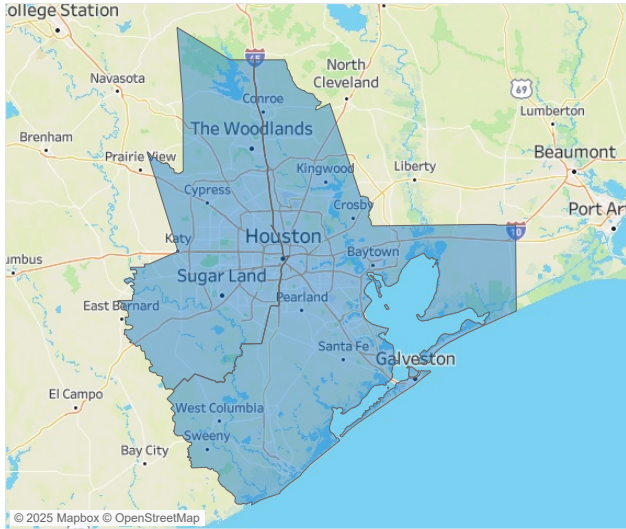 ollege Station
45
North
Cleveland
Navasota
69
Conroe
Lumberton
The Woodlands
Brenham
Beaumont
Prairie View
Kingwood
Liberty
Cypress
Crosby
Port Ar
Katy
Houston
10
Baytown
umbus
Sugar Land
Pearland
East Bernard
Santa Fe
Galveston
El Campo
West Columbia
Sweeny
Bay City
© 2025 Mapbox © OpenStreetMap